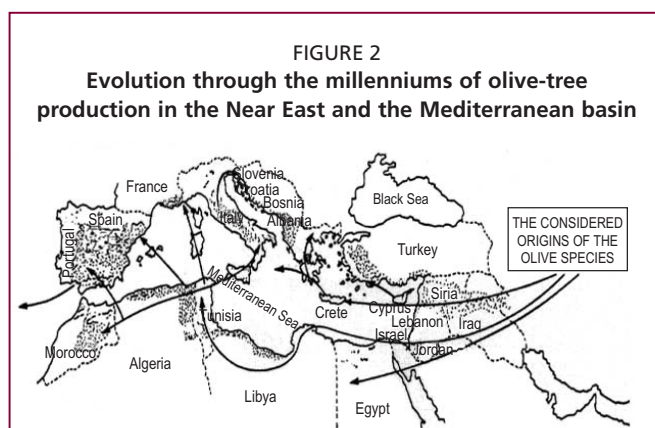 FIGURE 2
Evolution through the millenniums of olive-tree
production in the Near East and the Mediterranean basin
Slovenia
Croatia
France
Bosnia
Black Sea
Italy
Albania
Spain
Portugal
Turkey
THE CONSIDERED
ORIGINS OF THE
OLIVE SPECIES
Mediterranean Sea
Siria
Crete
Cyprus
Tunisia
Lebanon
Iraq
Israel
Jordan
Morocco
Algeria
Libya
Egypt